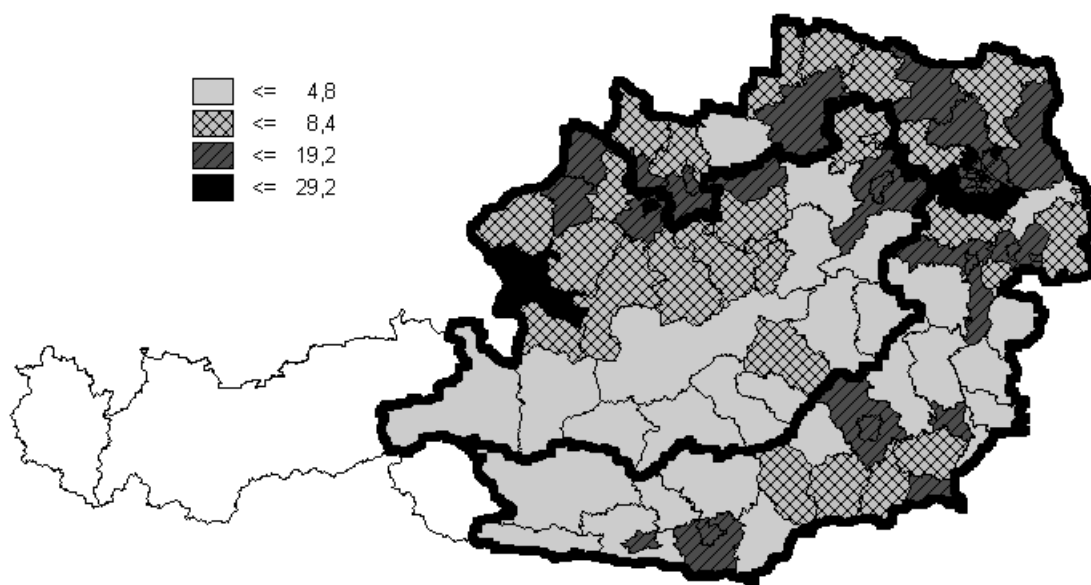 <= 4,8
<= 8,4
<= 19,2
<= 29,2